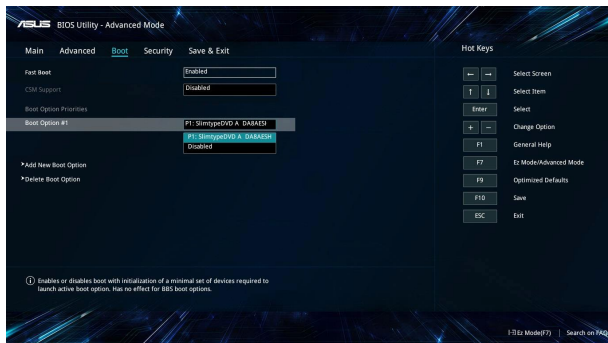 ASUS BIOS Utility - Advanced Mode
Main Advanced Boot Security Save & Exit
Hot Keys
Fast Boot Enabled
CSM Support Disabled
Boot Option Priorities
Boot Option #1 P1: SlimtypeDVD A DA8AESI
P1: SlimtypeDVD A DA8AESH
Disabled
Add New Boot Option
Delete Boot Option
← → Select Screen
↑ ↓ Select Item
Enter Select
+ − Change Option
F1 General Help
F7 Ez Mode/Advanced Mode
F9 Optimized Defaults
F10 Save
ESC Exit
Enables or disables boot with initialization of a minimal set of devices required to
launch active boot option. Has no effect for BBS boot options.
Ez Mode(F7) | Search on FAQ